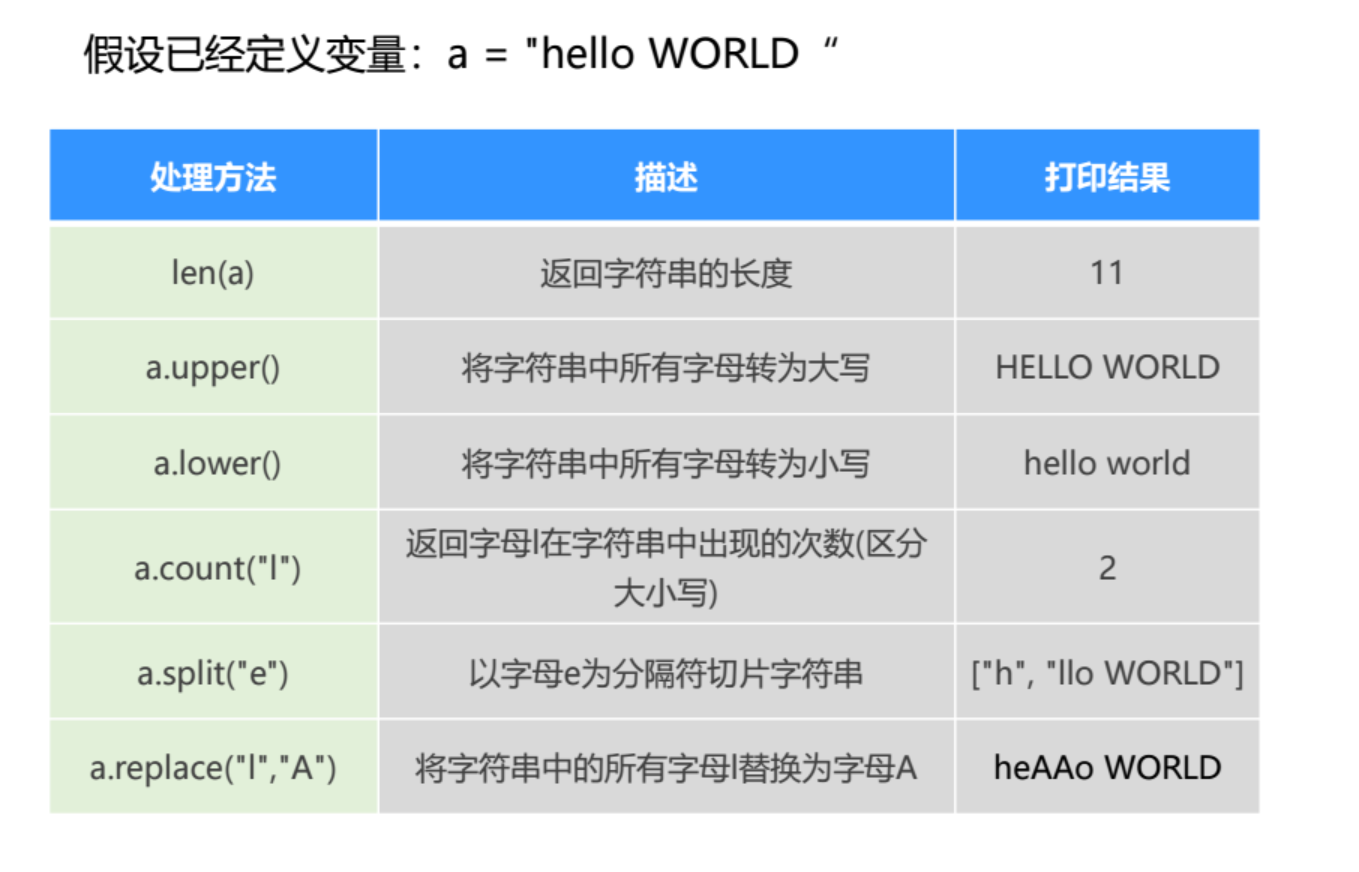 假设已经定义变量：a = "hello WORLD “
处理方法 描述 打印结果
len(a) 返回字符串的长度 11
a.upper() 将字符串中所有字母转为大写 HELLO WORLD
a.lower() 将字符串中所有字母转为小写 hello world
a.count("l") 返回字母l在字符串中出现的次数(区分
大小写) 2
a.split("e") 以字母e为分隔符切片字符串 ["h", "llo WORLD"]
a.replace("l","A") 将字符串中的所有字母l替换为字母A heAAo WORLD